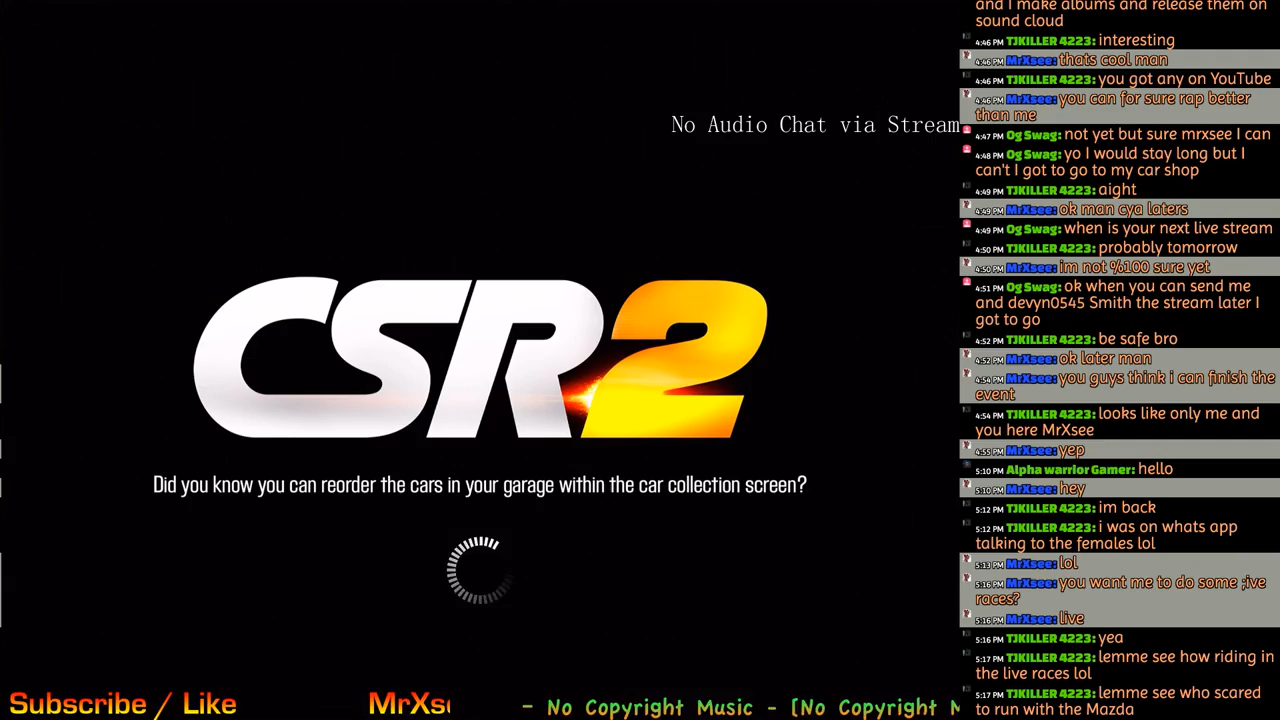 No Audio Chat via Stream
CSR2
Did you know you can reorder the cars in your garage within the car collection screen?
Subscribe / Like
MrXs
- No Copyright Music - [No Copyright
and I make albums and release them on
sound cloud
4:46 PM TJKILLER 4223: interesting
4:46 PM MrXsee: thats cool man
4:46 PM TJKILLER 4223: you got any on YouTube
4:46 PM MrXsee: you can for sure rap better
than me
4:47 PM Og Swag: not yet but sure mrxsee I can
4:48 PM Og Swag: yo I would stay long but I
can't I got to go to my car shop
4:49 PM TJKILLER 4223: aight
4:49 PM MrXsee: ok man cya laters
4:49 PM Og Swag: when is your next live stream
4:50 PM TJKILLER 4223: probably tomorrow
4:50 PM MrXsee: im not %100 sure yet
4:51 PM Og Swag: ok when you can send me
and devyn0545 Smith the stream later I
got to go
4:52 PM TJKILLER 4223: be safe bro
4:52 PM MrXsee: ok later man
4:54 PM MrXsee: you guys think i can finish the
event
4:54 PM TJKILLER 4223: looks like only me and
you here MrXsee
4:55 PM MrXsee: yep
5:10 PM Alpha warrior Gamer: hello
5:10 PM MrXsee: hey
5:12 PM TJKILLER 4223: im back
5:12 PM TJKILLER 4223: i was on whats app
talking to the females lol
5:13 PM MrXsee: lol
5:16 PM MrXsee: you want me to do some ;ive
races?
5:16 PM MrXsee: live
5:16 PM TJKILLER 4223: yea
5:17 PM TJKILLER 4223: lemme see how riding in
the live races lol
5:17 PM TJKILLER 4223: lemme see who scared
to run with the Mazda